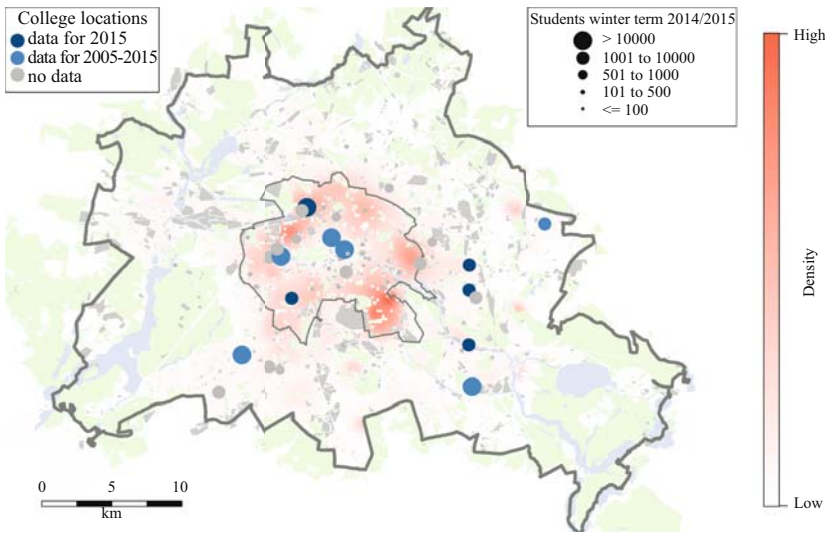 College locations
data for 2015
data for 2005-2015
no data
Students winter term 2014/2015
> 10000
1001 to 10000
501 to 1000
101 to 500
<= 100
High
Density
Low
0 5 10
km